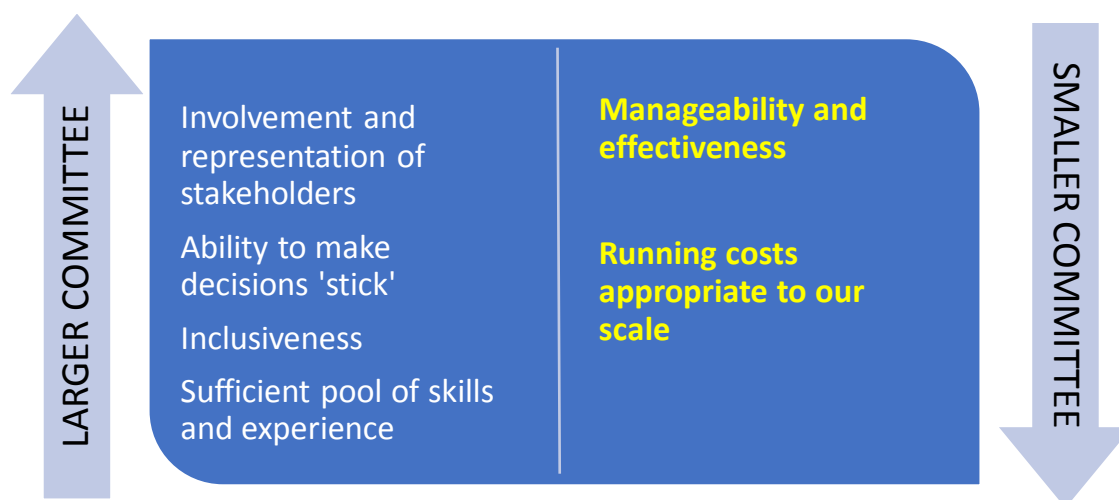 LARGER COMMITTEE
Involvement and
representation of
stakeholders
Ability to make
decisions 'stick'
Inclusiveness
Sufficient pool of skills
and experience
Manageability and
effectiveness
Running costs
appropriate to our
scale
SMALLER COMMITTEE